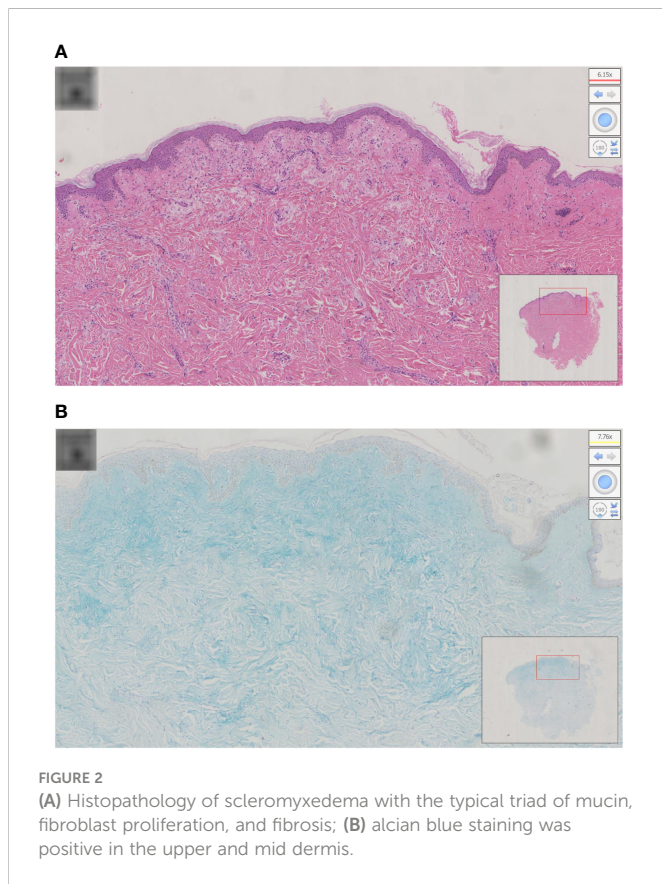 A
6.15x
B
7.76x
FIGURE 2
(A) Histopathology of scleromyxedema with the typical triad of mucin,
fibroblast proliferation, and fibrosis; (B) alcian blue staining was
positive in the upper and mid dermis.